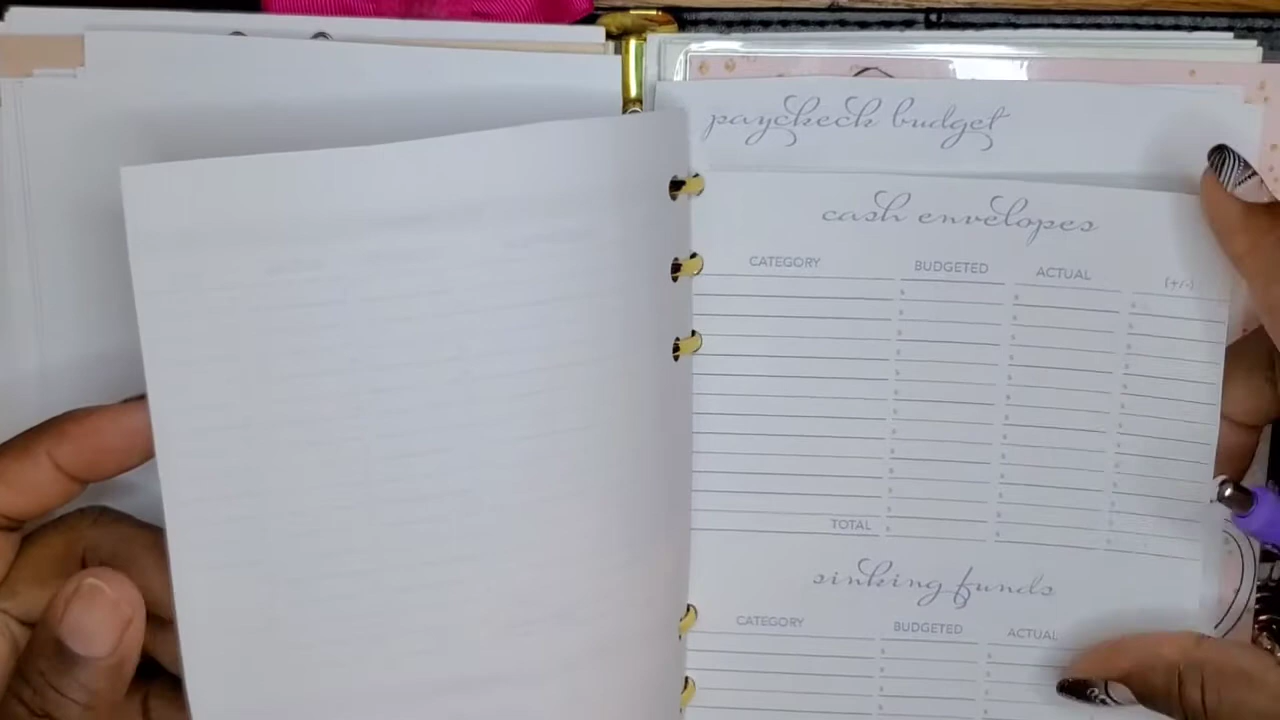 paycheck budget
cash envelopes
CATEGORY BUDGETED ACTUAL (+/-)
TOTAL
sinking funds
CATEGORY BUDGETED ACTUAL